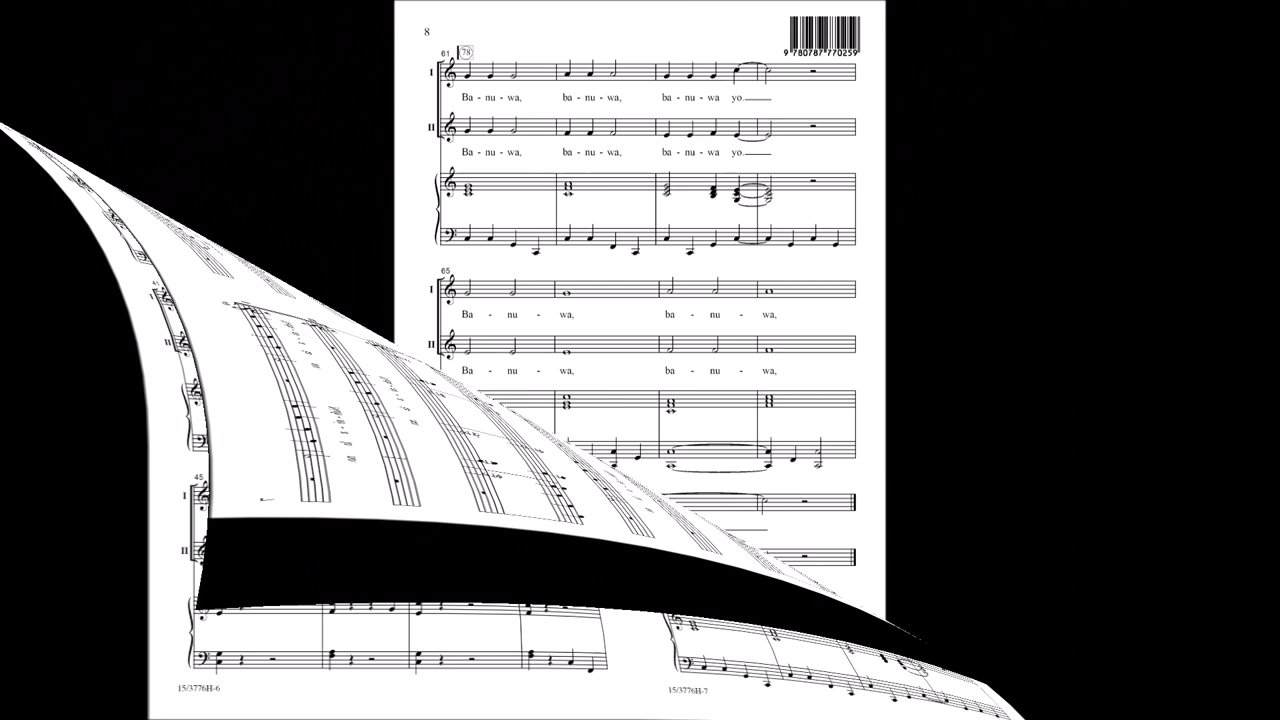 8
9 780787 770259
61 78
I
Ba - nu - wa, ba - nu - wa, ba - nu - wa yo.
II
Ba - nu - wa, ba - nu - wa, ba - nu - wa yo.
65
I
Ba - nu - wa, ba - nu - wa,
II
Ba - nu - wa, ba - nu - wa,
I
II
45
I
II
15/3776H-6
15/3776H-7